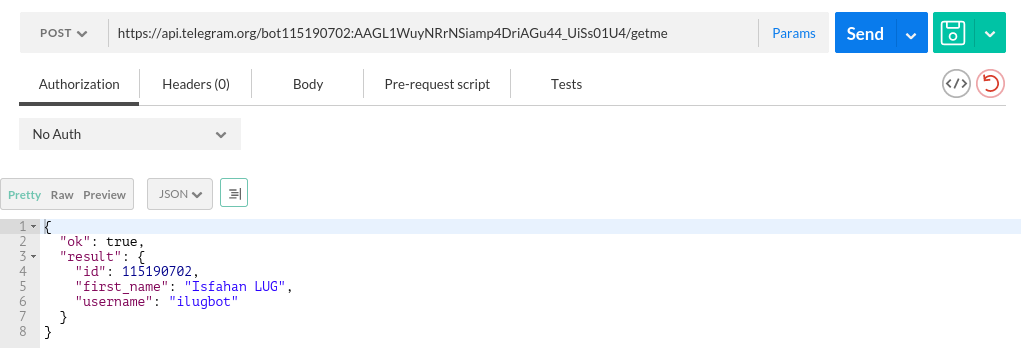 POST https://api.telegram.org/bot115190702:AAGL1WuyNRrNSiamp4DriAGu44_UiSs01U4/getme Params Send
Authorization Headers (0) Body Pre-request script Tests
No Auth
Pretty Raw Preview JSON
1 {
2 "ok": true,
3 "result": {
4 "id": 115190702,
5 "first_name": "Isfahan LUG",
6 "username": "ilugbot"
7 }
8 }